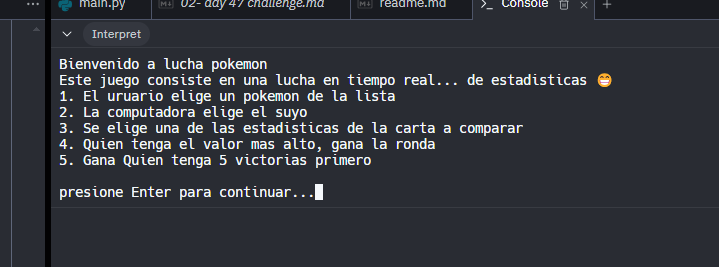 main.py
02- day 47 challenge.md
readme.md
Console
Interpret
Bienvenido a lucha pokemon
Este juego consiste en una lucha en tiempo real... de estadisticas 😁
1. El uruario elige un pokemon de la lista
2. La computadora elige el suyo
3. Se elige una de las estadisticas de la carta a comparar
4. Quien tenga el valor mas alto, gana la ronda
5. Gana Quien tenga 5 victorias primero
presione Enter para continuar...